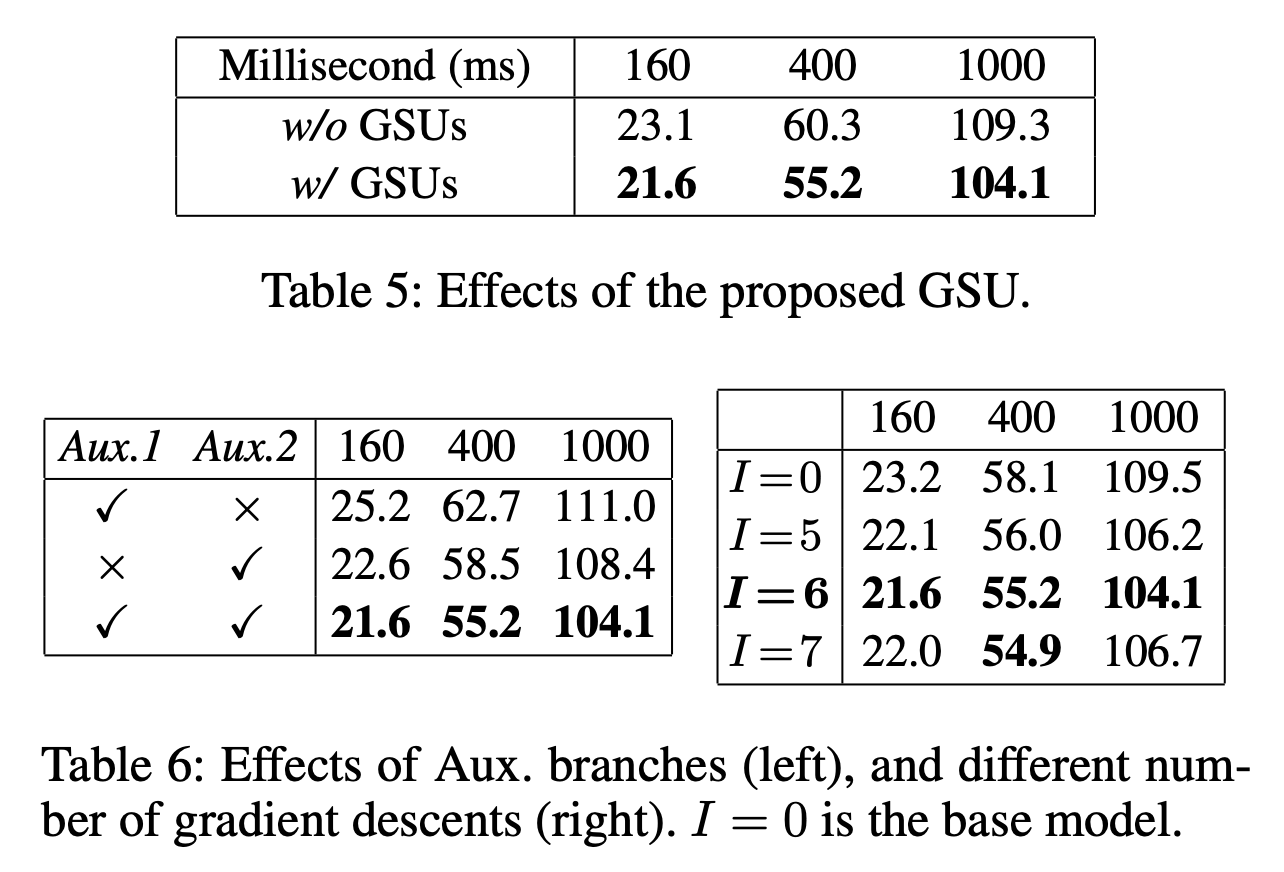 Millisecond (ms) 160 400 1000
w/o GSUs 23.1 60.3 109.3
w/ GSUs 21.6 55.2 104.1
Table 5: Effects of the proposed GSU.
Aux.1 Aux.2 160 400 1000
✓ × 25.2 62.7 111.0
× ✓ 22.6 58.5 108.4
✓ ✓ 21.6 55.2 104.1
160 400 1000
I=0 23.2 58.1 109.5
I=5 22.1 56.0 106.2
I=6 21.6 55.2 104.1
I=7 22.0 54.9 106.7
Table 6: Effects of Aux. branches (left), and different num-
ber of gradient descents (right). I = 0 is the base model.